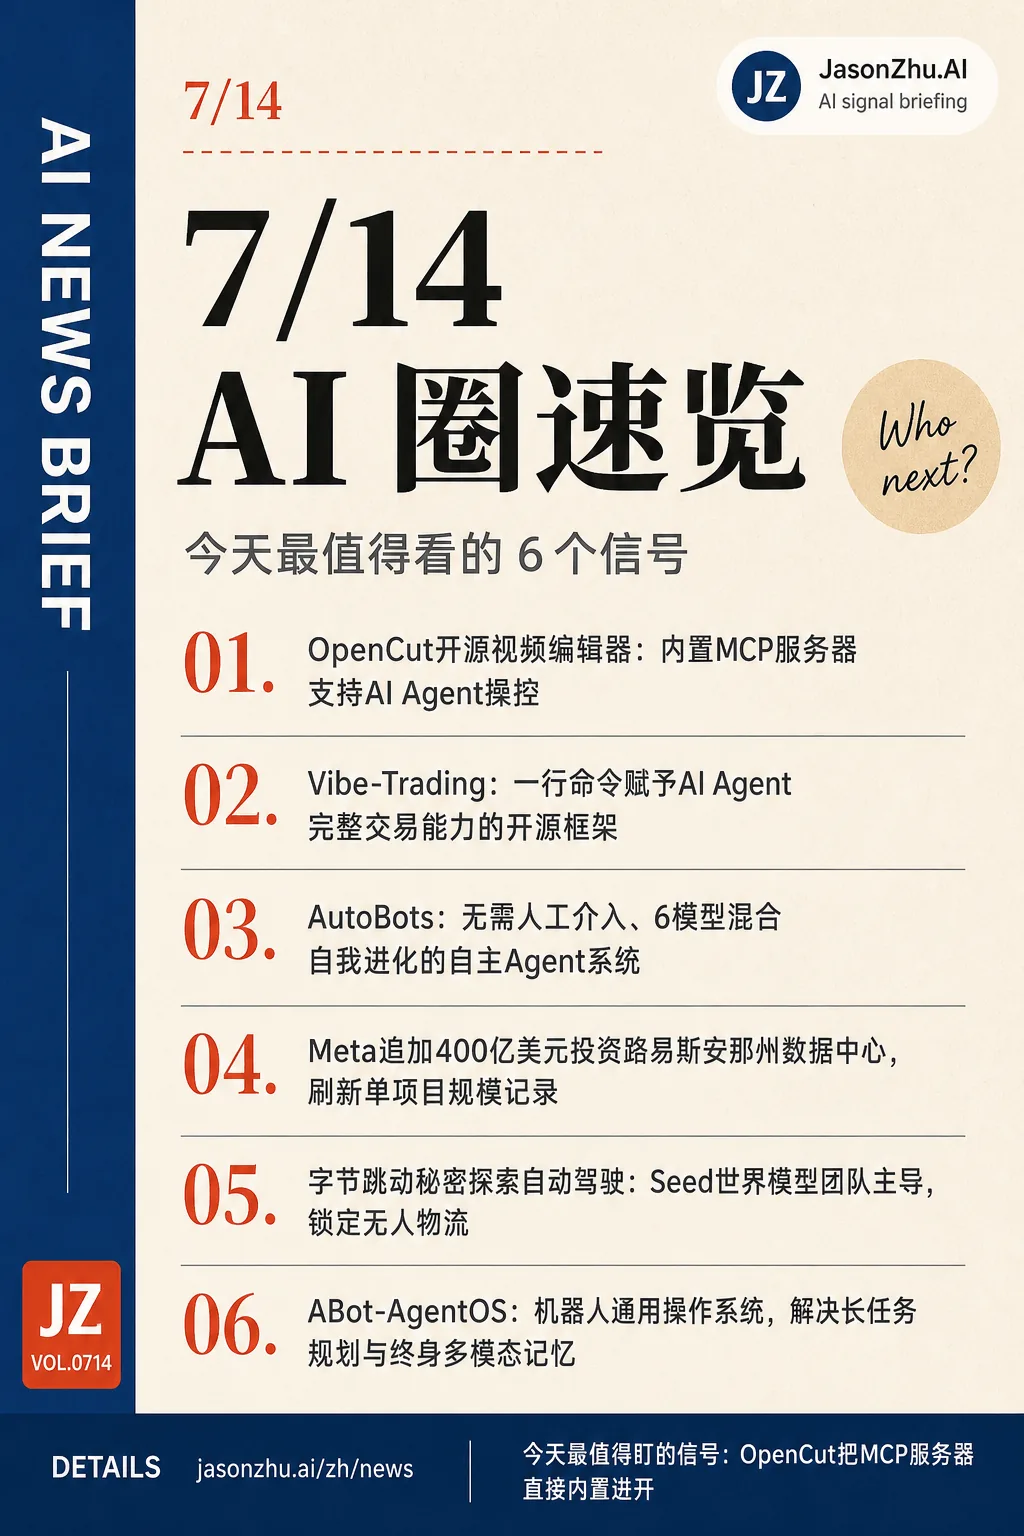 AI NEWS BRIEF
7/14
JZ
JasonZhu.AI
AI signal briefing
7/14
AI 圈速览
Who
next?
今天最值得看的 6 个信号
01.
OpenCut开源视频编辑器：内置MCP服务器
支持AI Agent操控
02.
Vibe-Trading：一行命令赋予AI Agent
完整交易能力的开源框架
03.
AutoBots：无需人工介入、6模型混合
自我进化的自主Agent系统
04.
Meta追加400亿美元投资路易斯安那州数据中心，
刷新单项目规模记录
05.
字节跳动秘密探索自动驾驶：Seed世界模型团队主导，
锁定无人物流
06.
ABot-AgentOS：机器人通用操作系统，解决长任务
规划与终身多模态记忆
JZ
VOL.0714
DETAILS
jasonzhu.ai/zh/news
今天最值得盯的信号：OpenCut把MCP服务器
直接内置进开